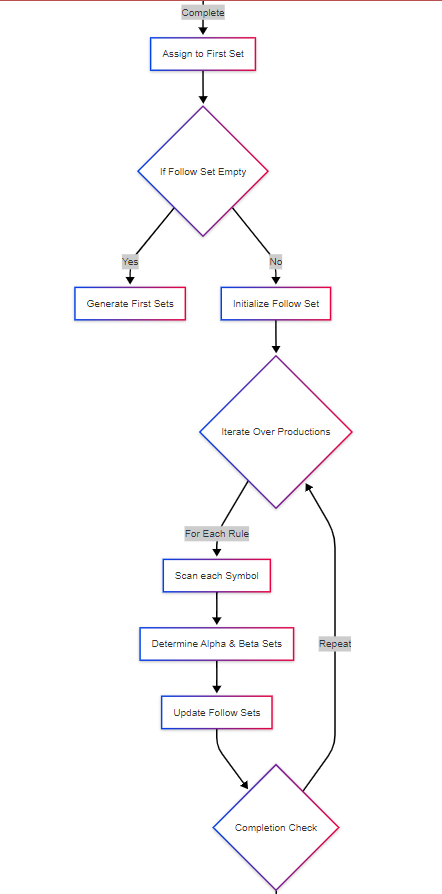 Complete
Assign to First Set
If Follow Set Empty
Yes
No
Generate First Sets
Initialize Follow Set
Iterate Over Productions
For Each Rule
Scan each Symbol
Determine Alpha & Beta Sets
Repeat
Update Follow Sets
Completion Check